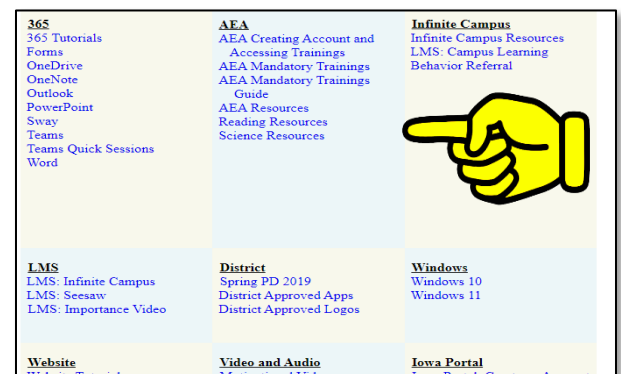 365
365 Tutorials
Forms
OneDrive
OneNote
Outlook
PowerPoint
Sway
Teams
Teams Quick Sessions
Word
AEA
AEA Creating Account and
Accessing Trainings
AEA Mandatory Trainings
AEA Mandatory Trainings
Guide
AEA Resources
Reading Resources
Science Resources
Infinite Campus
Infinite Campus Resources
LMS: Campus Learning
Behavior Referral
LMS
LMS: Infinite Campus
LMS: Seesaw
LMS: Importance Video
District
Spring PD 2019
District Approved Apps
District Approved Logos
Windows
Windows 10
Windows 11
Website
Video and Audio
Iowa Portal